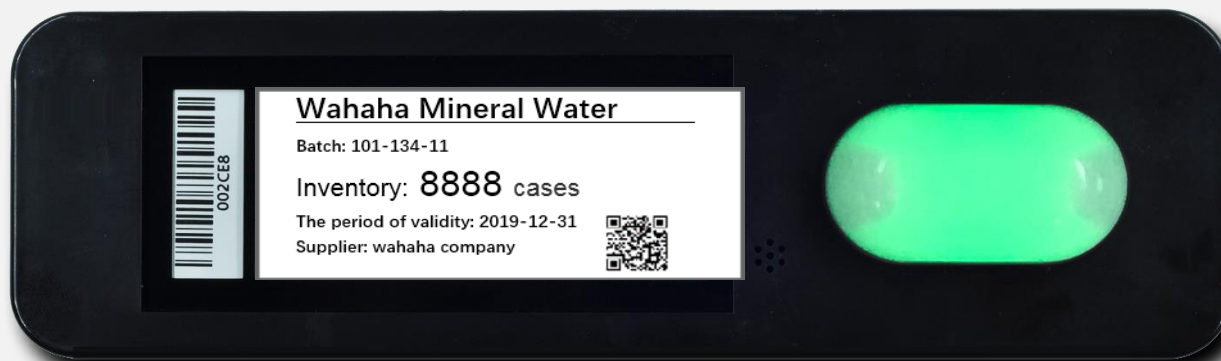 002CE8
Wahaha Mineral Water
Batch: 101-134-11
Inventory: 8888 cases
The period of validity: 2019-12-31
Supplier: wahaha company